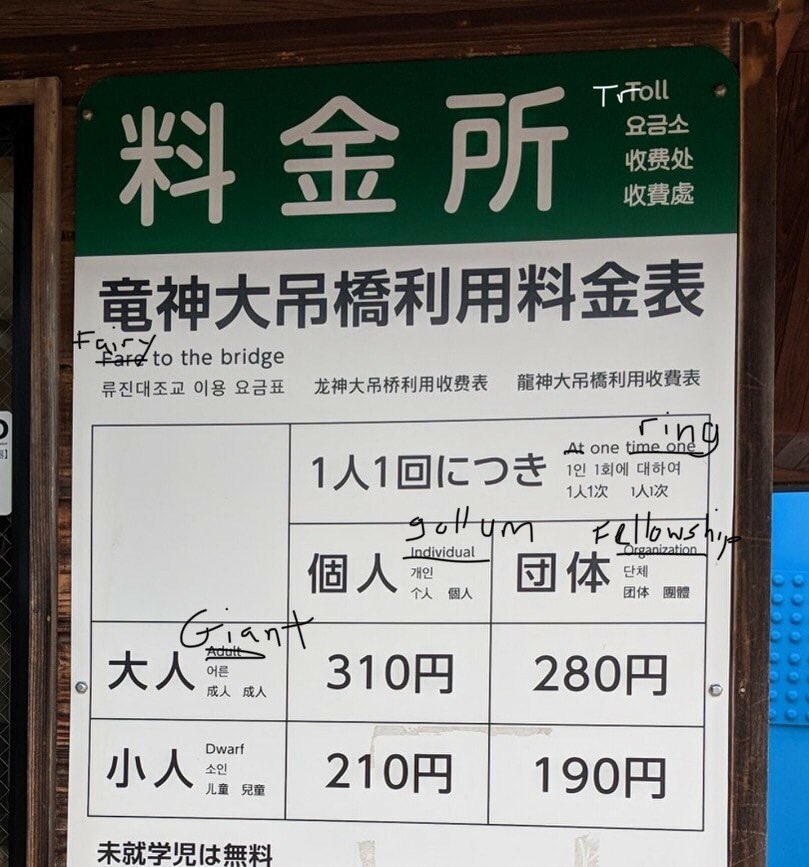 料金所
TrToll
요금소
收费处
收費處
竜神大吊橋利用料金表
Fairy
Fare to the bridge
류진대조교 이용 요금표 龙神大吊桥利用收费表 龍神大吊橋利用收費表
ring
1人1回につき
At one time one
1인 1회에 대하여
1人1次 1人1次
gollum
個人
Individual
개인
个人 個人
Fellowship
団体
Organization
단체
团体 團體
Giant
大人
Adult
어른
成人 成人
310円
280円
小人
Dwarf
소인
儿童 兒童
210円
190円
未就学児は無料